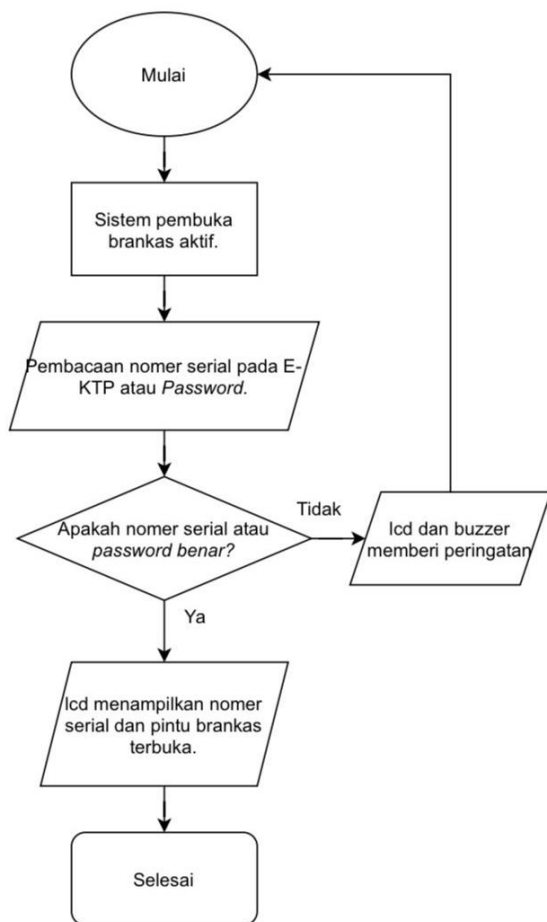 Mulai
Sistem pembuka
brankas aktif.
Pembacaan nomer serial pada E-
KTP atau Password.
Apakah nomer serial atau
password benar?
Tidak
lcd dan buzzer
memberi peringatan
Ya
lcd menampilkan nomer
serial dan pintu brankas
terbuka.
Selesai